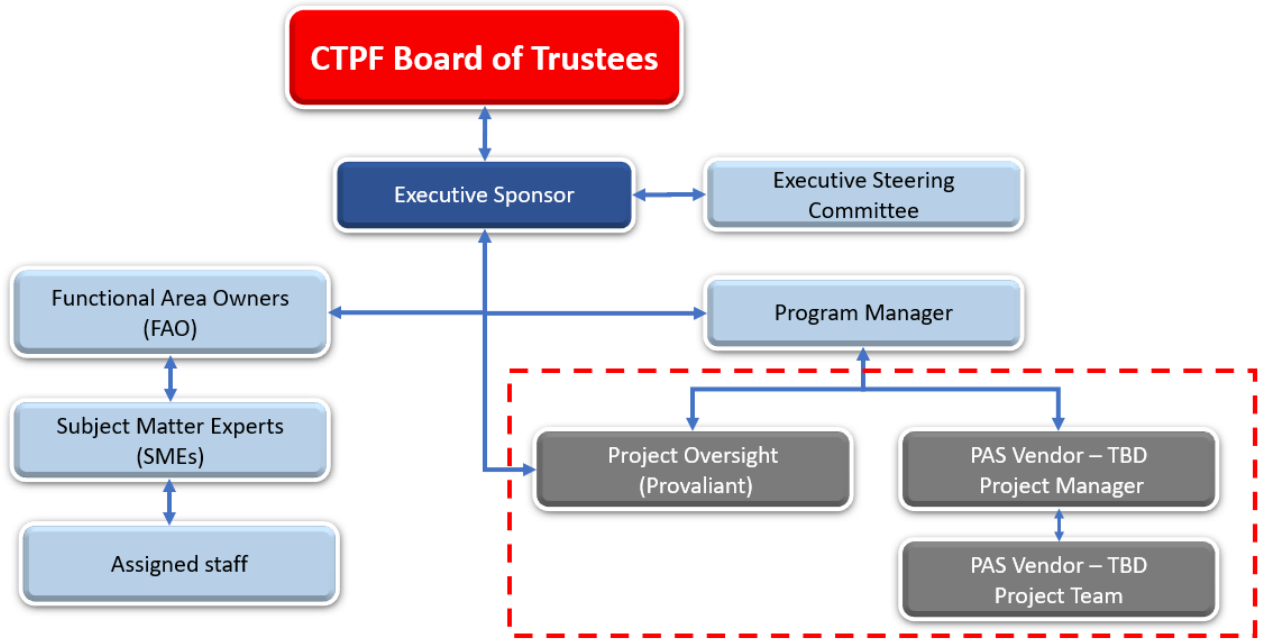 CTPF Board of Trustees
Executive Sponsor
Executive Steering
Committee
Functional Area Owners
(FAO)
Program Manager
Subject Matter Experts
(SMEs)
Project Oversight
(Provaliant)
PAS Vendor – TBD
Project Manager
Assigned staff
PAS Vendor – TBD
Project Team